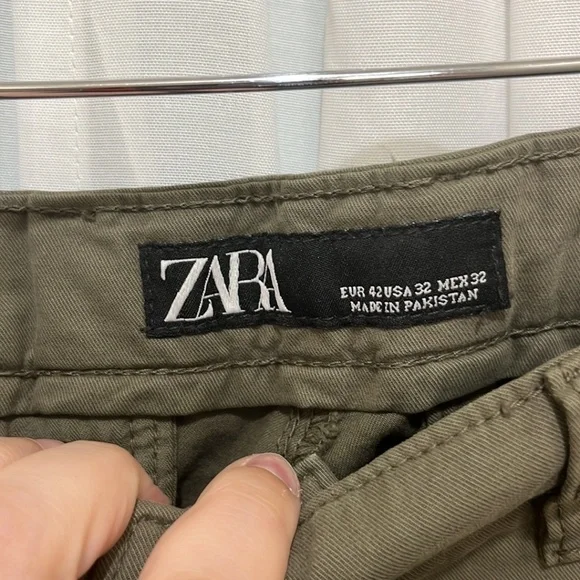 ZARA
EUR 42 USA 32 MEX 32
MADE IN PAKISTAN